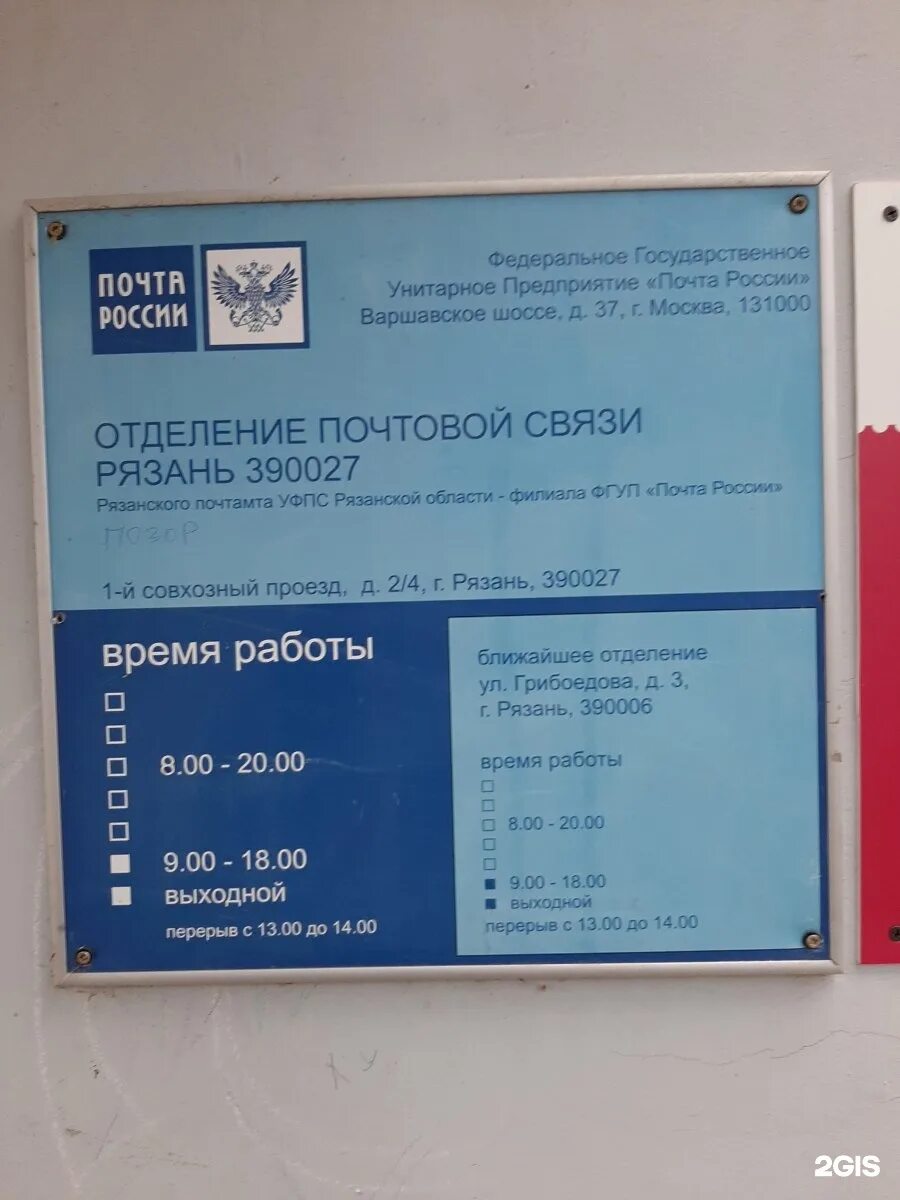 ПОЧТА
РОССИИ
Федеральное Государственное
Унитарное Предприятие «Почта России»
Варшавское шоссе, д. 37, г. Москва, 131000
ОТДЕЛЕНИЕ ПОЧТОВОЙ СВЯЗИ
РЯЗАНЬ 390027
Рязанского почтамта УФПС Рязанской области - филиала ФГУП «Почта России»
ПОЗОР
1-й совхозный проезд, д. 2/4, г. Рязань, 390027
время работы
8.00 - 20.00
9.00 - 18.00
выходной
перерыв с 13.00 до 14.00
ближайшее отделение
ул. Грибоедова, д. 3,
г. Рязань, 390006
время работы
8.00 - 20.00
9.00 - 18.00
выходной
перерыв с 13.00 до 14.00
ху
2GIS